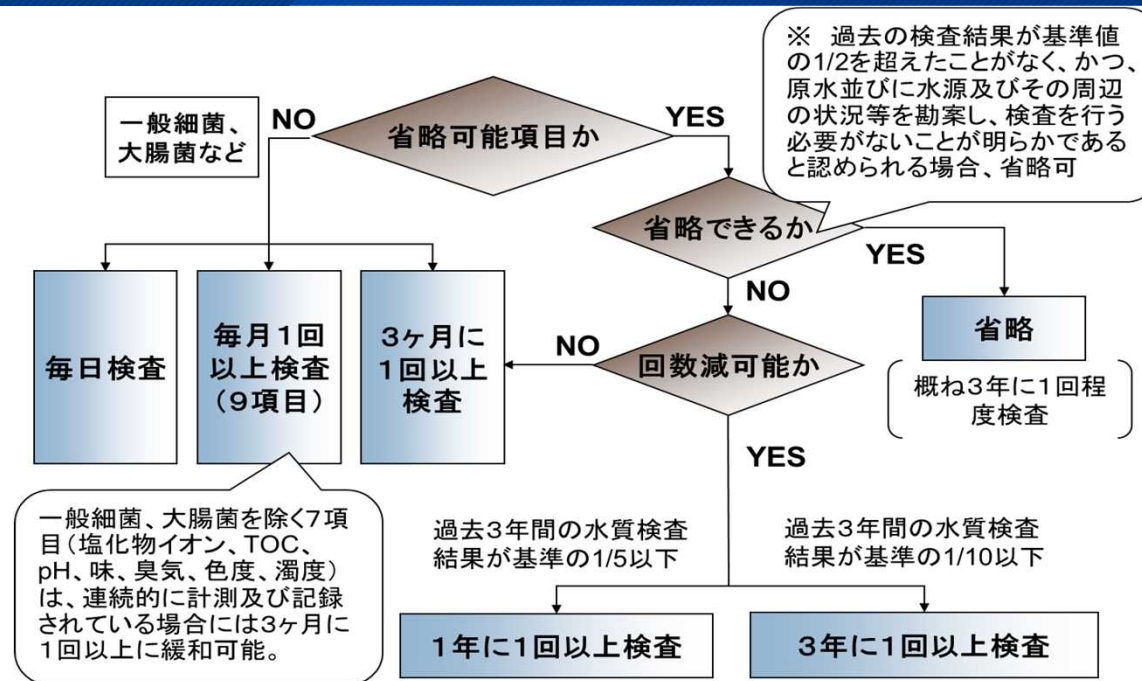 ※ 過去の検査結果が基準値
の1/2を超えたことがなく、かつ、
原水並びに水源及びその周辺
の状況等を勘案し、検査を行う
必要がないことが明らかである
と認められる場合、省略可
一般細菌、
大腸菌など
NO
省略可能項目か
YES
省略できるか
YES
NO
毎日検査
毎月1回
以上検査
(9項目)
3ヶ月に
1回以上
検査
NO
回数減可能か
省略
概ね3年に1回程
度検査
YES
一般細菌、大腸菌を除く7項
目(塩化物イオン、TOC、
pH、味、臭気、色度、濁度)
は、連続的に計測及び記録
されている場合には3ヶ月に
1回以上に緩和可能。
過去3年間の水質検査
結果が基準の1/5以下
過去3年間の水質検査
結果が基準の1/10以下
1年に1回以上検査
3年に1回以上検査